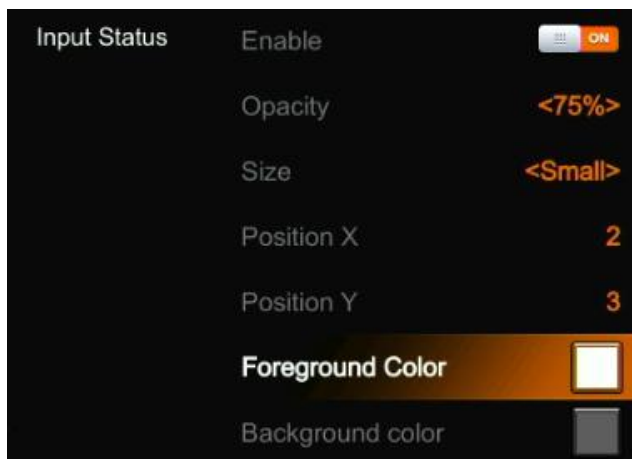 Input Status
Enable ON
Opacity <75%>
Size <Small>
Position X 2
Position Y 3
Foreground Color
Background color